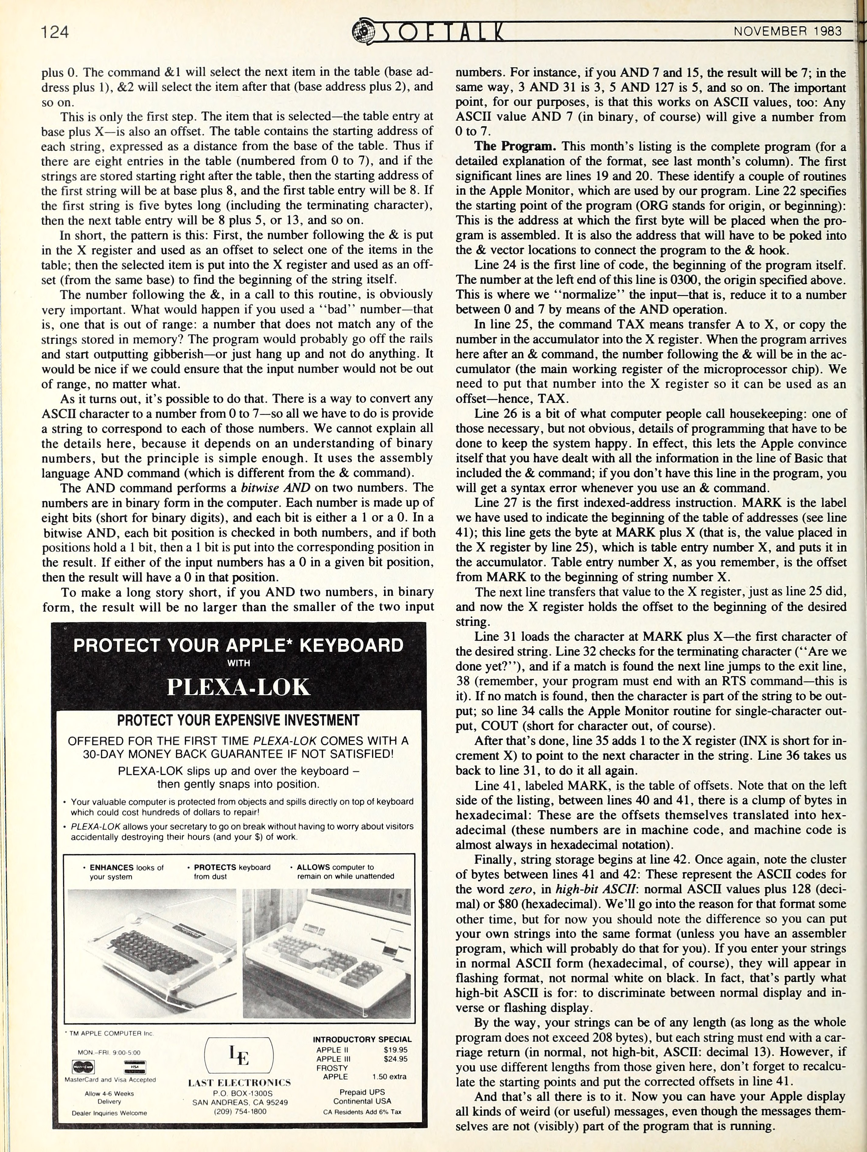 124
SOFTALK
NOVEMBER 1983
plus 0. The command &1 will select the next item in the table (base ad-
dress plus 1), &2 will select the item after that (base address plus 2), and
so on.
This is only the first step. The item that is selected—the table entry at
base plus X—is also an offset. The table contains the starting address of
each string, expressed as a distance from the base of the table. Thus if
there are eight entries in the table (numbered from 0 to 7), and if the
strings are stored starting right after the table, then the starting address of
the first string will be at base plus 8, and the first table entry will be 8. If
the first string is five bytes long (including the terminating character),
then the next table entry will be 8 plus 5, or 13, and so on.
In short, the pattern is this: First, the number following the & is put
in the X register and used as an offset to select one of the items in the
table; then the selected item is put into the X register and used as an off-
set (from the same base) to find the beginning of the string itself.
The number following the &, in a call to this routine, is obviously
very important. What would happen if you used a "bad" number—that
is, one that is out of range: a number that does not match any of the
strings stored in memory? The program would probably go off the rails
and start outputting gibberish—or just hang up and not do anything. It
would be nice if we could ensure that the input number would not be out
of range, no matter what.
As it turns out, it's possible to do that. There is a way to convert any
ASCII character to a number from 0 to 7—so all we have to do is provide
a string to correspond to each of those numbers. We cannot explain all
the details here, because it depends on an understanding of binary
numbers, but the principle is simple enough. It uses the assembly
language AND command (which is different from the & command).
The AND command performs a bitwise AND on two numbers. The
numbers are in binary form in the computer. Each number is made up of
eight bits (short for binary digits), and each bit is either a 1 or a 0. In a
bitwise AND, each bit position is checked in both numbers, and if both
positions hold a 1 bit, then a 1 bit is put into the corresponding position in
the result. If either of the input numbers has a 0 in a given bit position,
then the result will have a 0 in that position.
To make a long story short, if you AND two numbers, in binary
form, the result will be no larger than the smaller of the two input
numbers. For instance, if you AND 7 and 15, the result will be 7; in the
same way, 3 AND 31 is 3, 5 AND 127 is 5, and so on. The important
point, for our purposes, is that this works on ASCII values, too: Any
ASCII value AND 7 (in binary, of course) will give a number from
0 to 7.
The Program. This month's listing is the complete program (for a
detailed explanation of the format, see last month's column). The first
significant lines are lines 19 and 20. These identify a couple of routines
in the Apple Monitor, which are used by our program. Line 22 specifies
the starting point of the program (ORG stands for origin, or beginning):
This is the address at which the first byte will be placed when the pro-
gram is assembled. It is also the address that will have to be poked into
the & vector locations to connect the program to the & hook.
Line 24 is the first line of code, the beginning of the program itself.
The number at the left end of this line is 0300, the origin specified above.
This is where we "normalize" the input—that is, reduce it to a number
between 0 and 7 by means of the AND operation.
In line 25, the command TAX means transfer A to X, or copy the
number in the accumulator into the X register. When the program arrives
here after an & command, the number following the & will be in the ac-
cumulator (the main working register of the microprocessor chip). We
need to put that number into the X register so it can be used as an
offset—hence, TAX.
Line 26 is a bit of what computer people call housekeeping: one of
those necessary, but not obvious, details of programming that have to be
done to keep the system happy. In effect, this lets the Apple convince
itself that you have dealt with all the information in the line of Basic that
included the & command; if you don't have this line in the program, you
will get a syntax error whenever you use an & command.
Line 27 is the first indexed-address instruction. MARK is the label
we have used to indicate the beginning of the table of addresses (see line
41); this line gets the byte at MARK plus X (that is, the value placed in
the X register by line 25), which is table entry number X, and puts it in
the accumulator. Table entry number X, as you remember, is the offset
from MARK to the beginning of string number X.
The next line transfers that value to the X register, just as line 25 did,
and now the X register holds the offset to the beginning of the desired
string.
Line 31 loads the character at MARK plus X—the first character of
the desired string. Line 32 checks for the terminating character ("Are we
done yet?"), and if a match is found the next line jumps to the exit line,
38 (remember, your program must end with an RTS command—this is
it). If no match is found, then the character is part of the string to be out-
put; so line 34 calls the Apple Monitor routine for single-character out-
put, COUT (short for character out, of course).
After that's done, line 35 adds 1 to the X register (INX is short for in-
crement X) to point to the next character in the string. Line 36 takes us
back to line 31, to do it all again.
Line 41, labeled MARK, is the table of offsets. Note that on the left
side of the listing, between lines 40 and 41, there is a clump of bytes in
hexadecimal: These are the offsets themselves translated into hex-
adecimal (these numbers are in machine code, and machine code is
almost always in hexadecimal notation).
Finally, string storage begins at line 42. Once again, note the cluster
of bytes between lines 41 and 42: These represent the ASCII codes for
the word zero, in high-bit ASCII: normal ASCII values plus 128 (deci-
mal) or $80 (hexadecimal). We'll go into the reason for that format some
other time, but for now you should note the difference so you can put
your own strings into the same format (unless you have an assembler
program, which will probably do that for you). If you enter your strings
in normal ASCII form (hexadecimal, of course), they will appear in
flashing format, not normal white on black. In fact, that's partly what
high-bit ASCII is for: to discriminate between normal display and in-
verse or flashing display.
By the way, your strings can be of any length (as long as the whole
program does not exceed 208 bytes), but each string must end with a car-
riage return (in normal, not high-bit, ASCII: decimal 13). However, if
you use different lengths from those given here, don't forget to recalcu-
late the starting points and put the corrected offsets in line 41.
And that's all there is to it. Now you can have your Apple display
all kinds of weird (or useful) messages, even though the messages them-
selves are not (visibly) part of the program that is running.
PROTECT YOUR APPLE* KEYBOARD
WITH
PLEXA-LOK
PROTECT YOUR EXPENSIVE INVESTMENT
OFFERED FOR THE FIRST TIME PLEXA-LOK COMES WITH A
30-DAY MONEY BACK GUARANTEE IF NOT SATISFIED!
PLEXA-LOK slips up and over the keyboard –
then gently snaps into position.
• Your valuable computer is protected from objects and spills directly on top of keyboard
which could cost hundreds of dollars to repair!
• PLEXA-LOK allows your secretary to go on break without having to worry about visitors
accidentally destroying their hours (and your $) of work.
• ENHANCES looks of
your system
• PROTECTS keyboard
from dust
• ALLOWS computer to
remain on while unattended
* TM APPLE COMPUTER Inc.
MON.-FRI. 9:00-5:00
VISA
MasterCard and Visa Accepted
Allow 4-6 Weeks
Delivery
Dealer Inquiries Welcome
LE
LAST ELECTRONICS
P.O. BOX-1300S
SAN ANDREAS, CA 95249
(209) 754-1800
INTRODUCTORY SPECIAL
APPLE II $19.95
APPLE III $24.95
FROSTY
APPLE 1.50 extra
Prepaid UPS
Continental USA
CA Residents Add 6% Tax